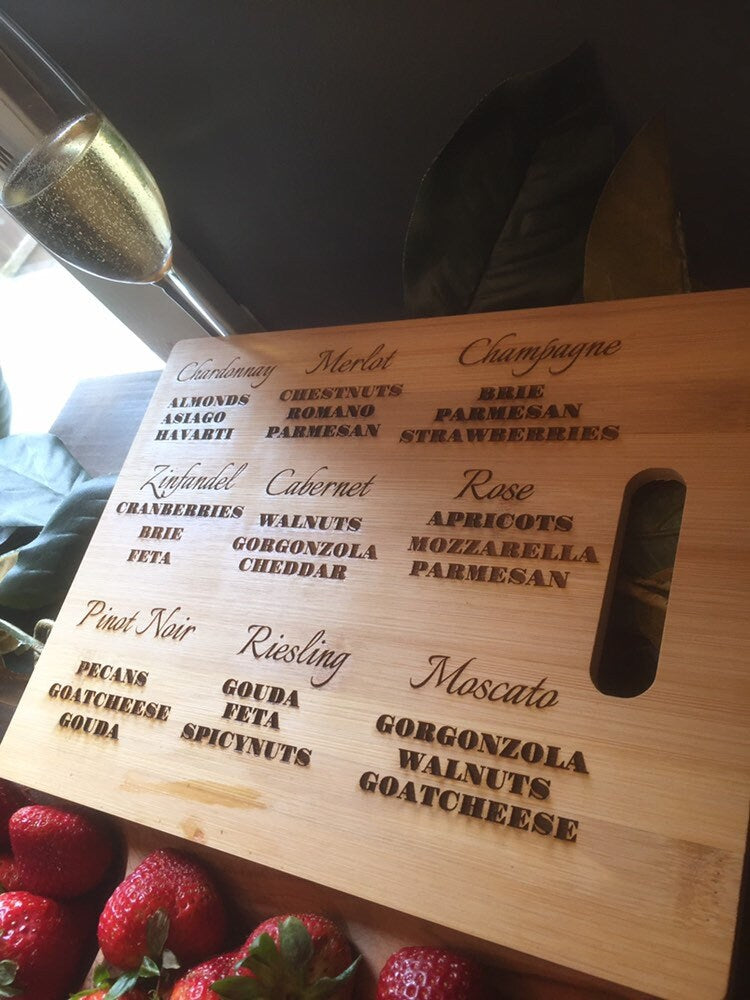 Chardonnay
ALMONDS
ASIAGO
HAVARTI
Merlot
CHESTNUTS
ROMANO
PARMESAN
Champagne
BRIE
PARMESAN
STRAWBERRIES
Zinfandel
CRANBERRIES
BRIE
FETA
Cabernet
WALNUTS
GORGONZOLA
CHEDDAR
Rose
APRICOTS
MOZZARELLA
PARMESAN
Pinot Noir
PECANS
GOATCHEESE
GOUDA
Riesling
GOUDA
FETA
SPICYNUTS
Moscato
GORGONZOLA
WALNUTS
GOATCHEESE